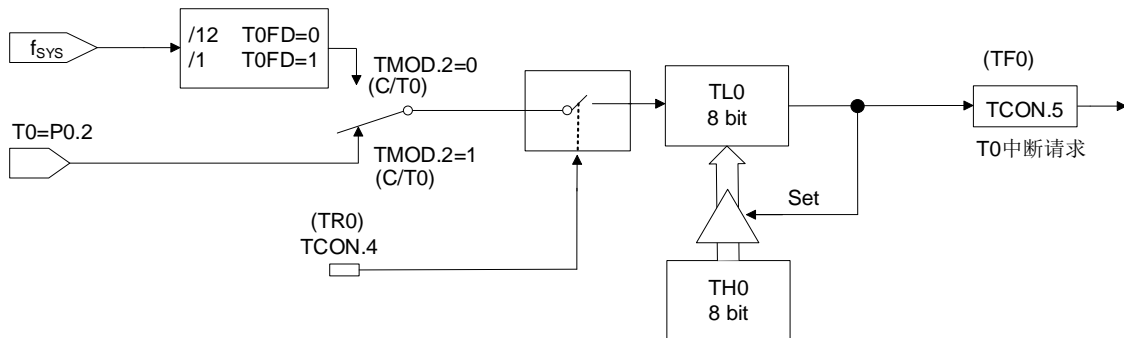 fSYS
/12 T0FD=0
/1 T0FD=1
TMOD.2=0
(C/T0)
T0=P0.2
TMOD.2=1
(C/T0)
(TR0)
TCON.4
TL0
8 bit
Set
TH0
8 bit
(TF0)
TCON.5
T0中断请求